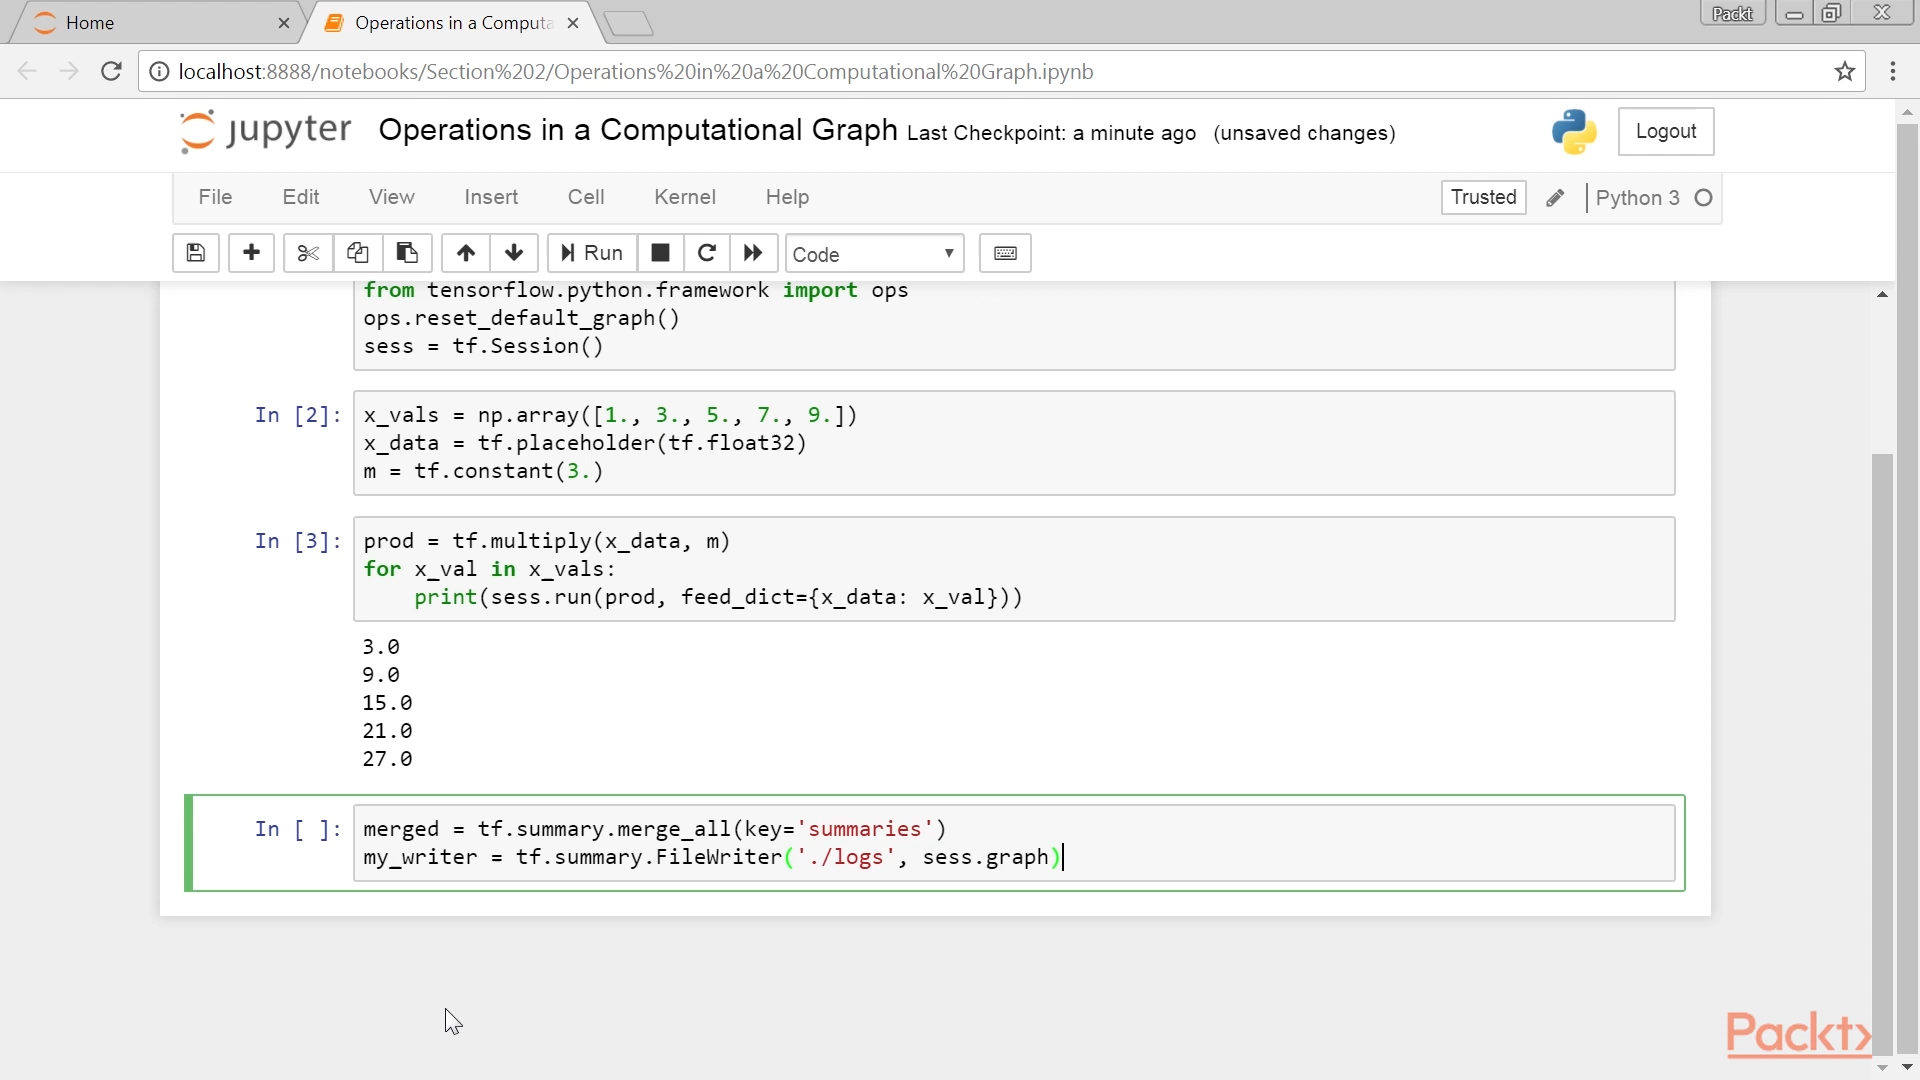 Home
Operations in a Computa
Packt
localhost:8888/notebooks/Section%202/Operations%20in%20a%20Computational%20Graph.ipynb
jupyter Operations in a Computational Graph Last Checkpoint: a minute ago (unsaved changes)
Logout
File Edit View Insert Cell Kernel Help
Trusted
Python 3
Run
Code
from tensorflow.python.framework import ops
ops.reset_default_graph()
sess = tf.Session()
In [2]: x_vals = np.array([1., 3., 5., 7., 9.])
x_data = tf.placeholder(tf.float32)
m = tf.constant(3.)
In [3]: prod = tf.multiply(x_data, m)
for x_val in x_vals:
    print(sess.run(prod, feed_dict={x_data: x_val}))
3.0
9.0
15.0
21.0
27.0
In [ ]: merged = tf.summary.merge_all(key='summaries')
my_writer = tf.summary.FileWriter('./logs', sess.graph)
Packt